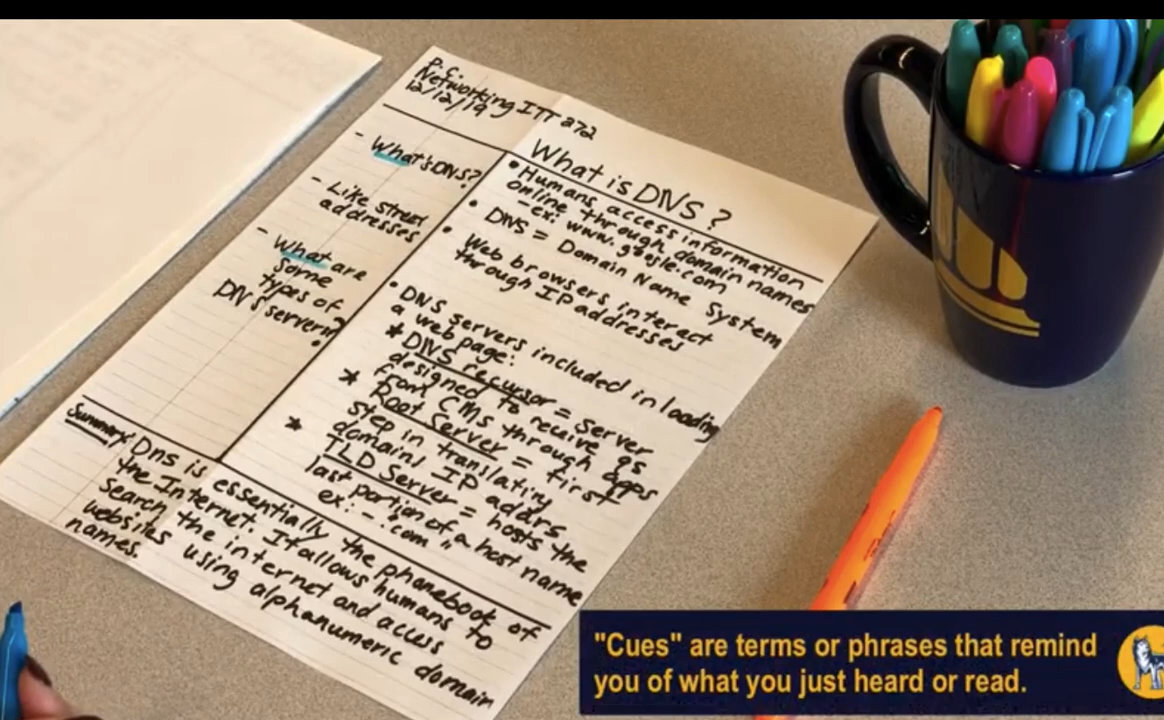 P.C.
Networking ITT 272
12/12/19
- What's DNS?
- Like street
addresses
- What are
some
types of
DNS servers?
What is DNS?
• Humans access information
online through domain names
- ex: www.google.com
• DNS = Domain Name System
• Web browsers interact
through IP addresses
• DNS servers included in loading
a webpage:
* DNS recursor = server
designed to receive qs
from CMs through apps
* Root Server = first
step in translating
domains IP addrs
* TLD Server = hosts the
last portion of a host name
ex: - ".com"
Summary: Dns is essentially the phonebook of
the Internet. It allows humans to
search the internet and access
websites using alphanumeric domain
names.
"Cues" are terms or phrases that remind
you of what you just heard or read.